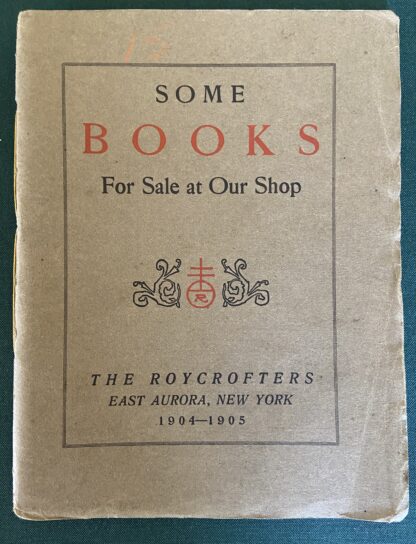 SOME
BOOKS
For Sale at Our Shop
R
THE ROYCROFTERS
EAST AURORA, NEW YORK
1904—1905